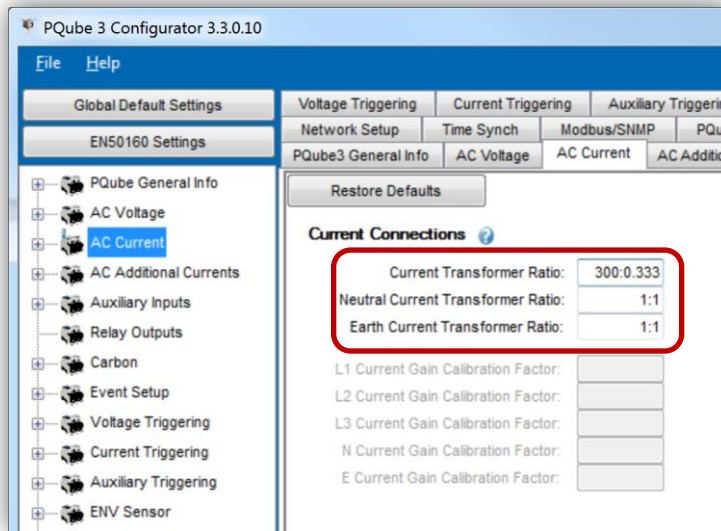 PQube 3 Configurator 3.3.0.10
File Help
Global Default Settings
EN50160 Settings
PQube General Info
AC Voltage
AC Current
AC Additional Currents
Auxiliary Inputs
Relay Outputs
Carbon
Event Setup
Voltage Triggering
Current Triggering
Auxiliary Triggering
ENV Sensor
Voltage Triggering Current Triggering Auxiliary Triggerin
Network Setup Time Synch Modbus/SNMP PQu
PQube3 General Info AC Voltage AC Current AC Additio
Restore Defaults
Current Connections ?
Current Transformer Ratio: 300:0.333
Neutral Current Transformer Ratio: 1:1
Earth Current Transformer Ratio: 1:1
L1 Current Gain Calibration Factor:
L2 Current Gain Calibration Factor:
L3 Current Gain Calibration Factor:
N Current Gain Calibration Factor:
E Current Gain Calibration Factor: